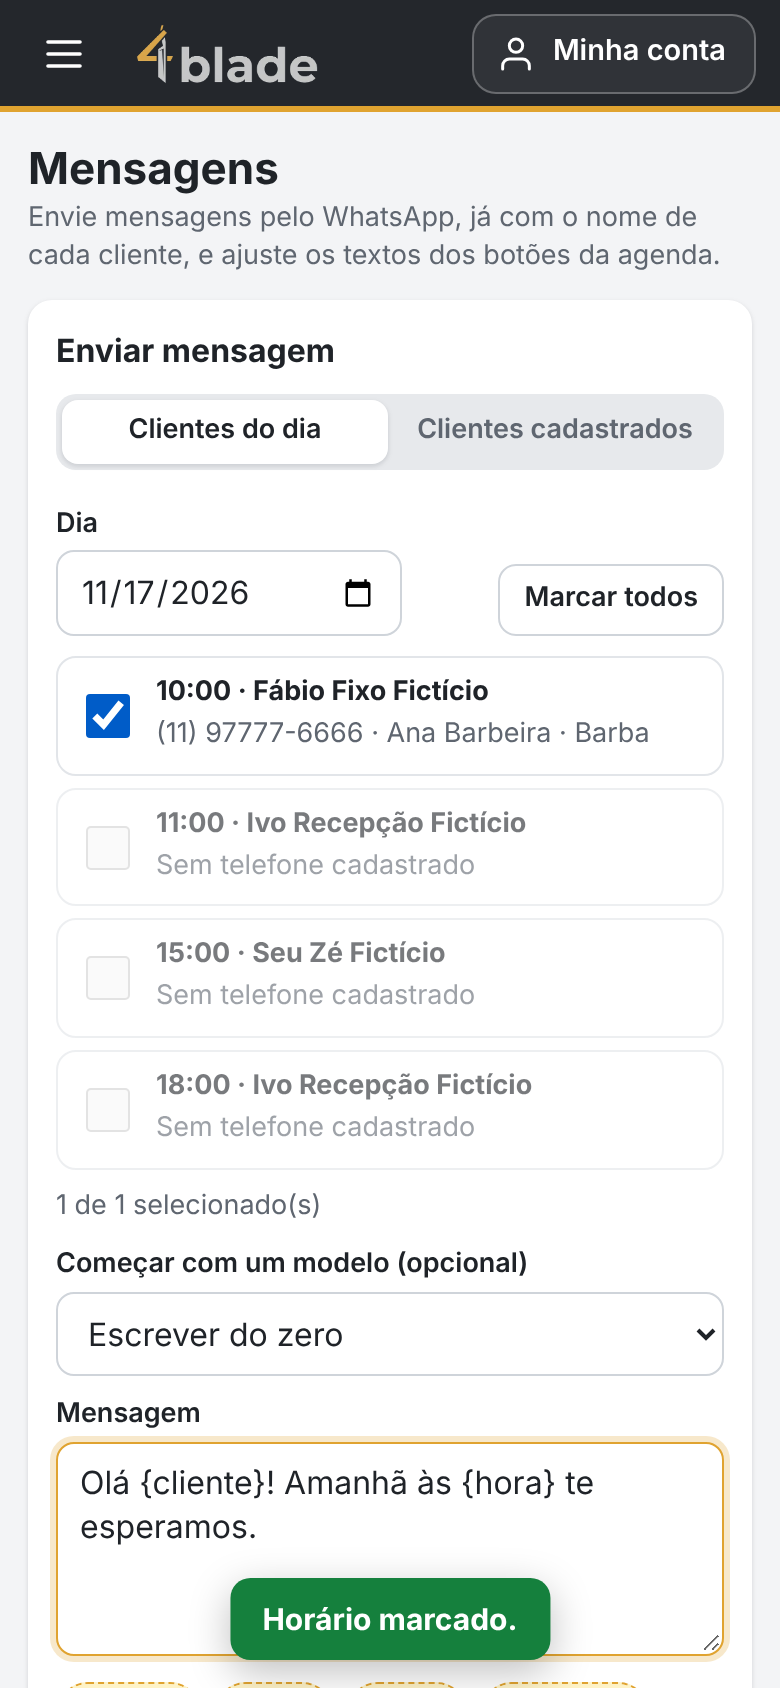 4blade
Minha conta
Mensagens
Envie mensagens pelo WhatsApp, já com o nome de
cada cliente, e ajuste os textos dos botões da agenda.
Enviar mensagem
Clientes do dia
Clientes cadastrados
Dia
11/17/2026
Marcar todos
10:00 · Fábio Fixo Fictício
(11) 97777-6666 · Ana Barbeira · Barba
11:00 · Ivo Recepção Fictício
Sem telefone cadastrado
15:00 · Seu Zé Fictício
Sem telefone cadastrado
18:00 · Ivo Recepção Fictício
Sem telefone cadastrado
1 de 1 selecionado(s)
Começar com um modelo (opcional)
Escrever do zero
Mensagem
Olá {cliente}! Amanhã às {hora} te
esperamos.
Horário marcado.